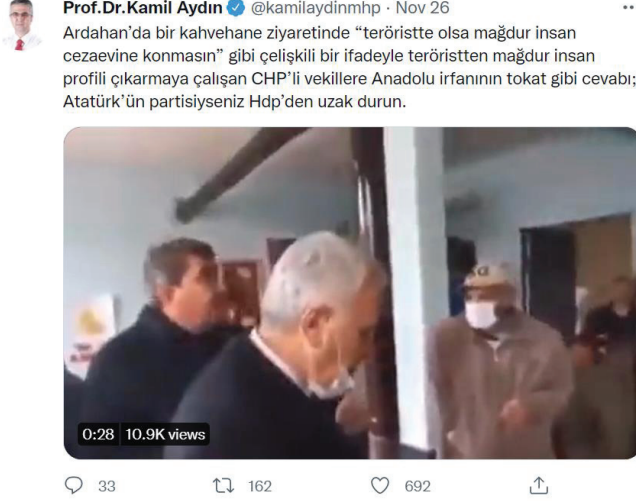 Prof.Dr.Kamil Aydın @kamilaydinmhp · Nov 26
Ardahan’da bir kahvehane ziyaretinde “teröristte olsa mağdur insan
cezaevine konmasın” gibi çelişkili bir ifadeyle teröristten mağdur insan
profili çıkarmaya çalışan CHP’li vekillere Anadolu irfanının tokat gibi cevabı;
Atatürk’ün partisiyseniz Hdp’den uzak durun.
0:28 10.9K views
33 162 692